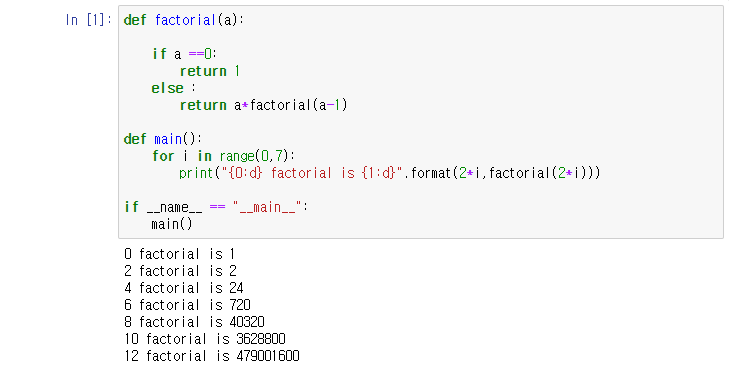 In [1]: def factorial(a):
if a ==0:
return 1
else :
return a*factorial(a-1)
def main():
for i in range(0,7):
print("{0:d} factorial is {1:d}".format(2*i,factorial(2*i)))
if __name__ == "__main__":
main()
0 factorial is 1
2 factorial is 2
4 factorial is 24
6 factorial is 720
8 factorial is 40320
10 factorial is 3628800
12 factorial is 479001600